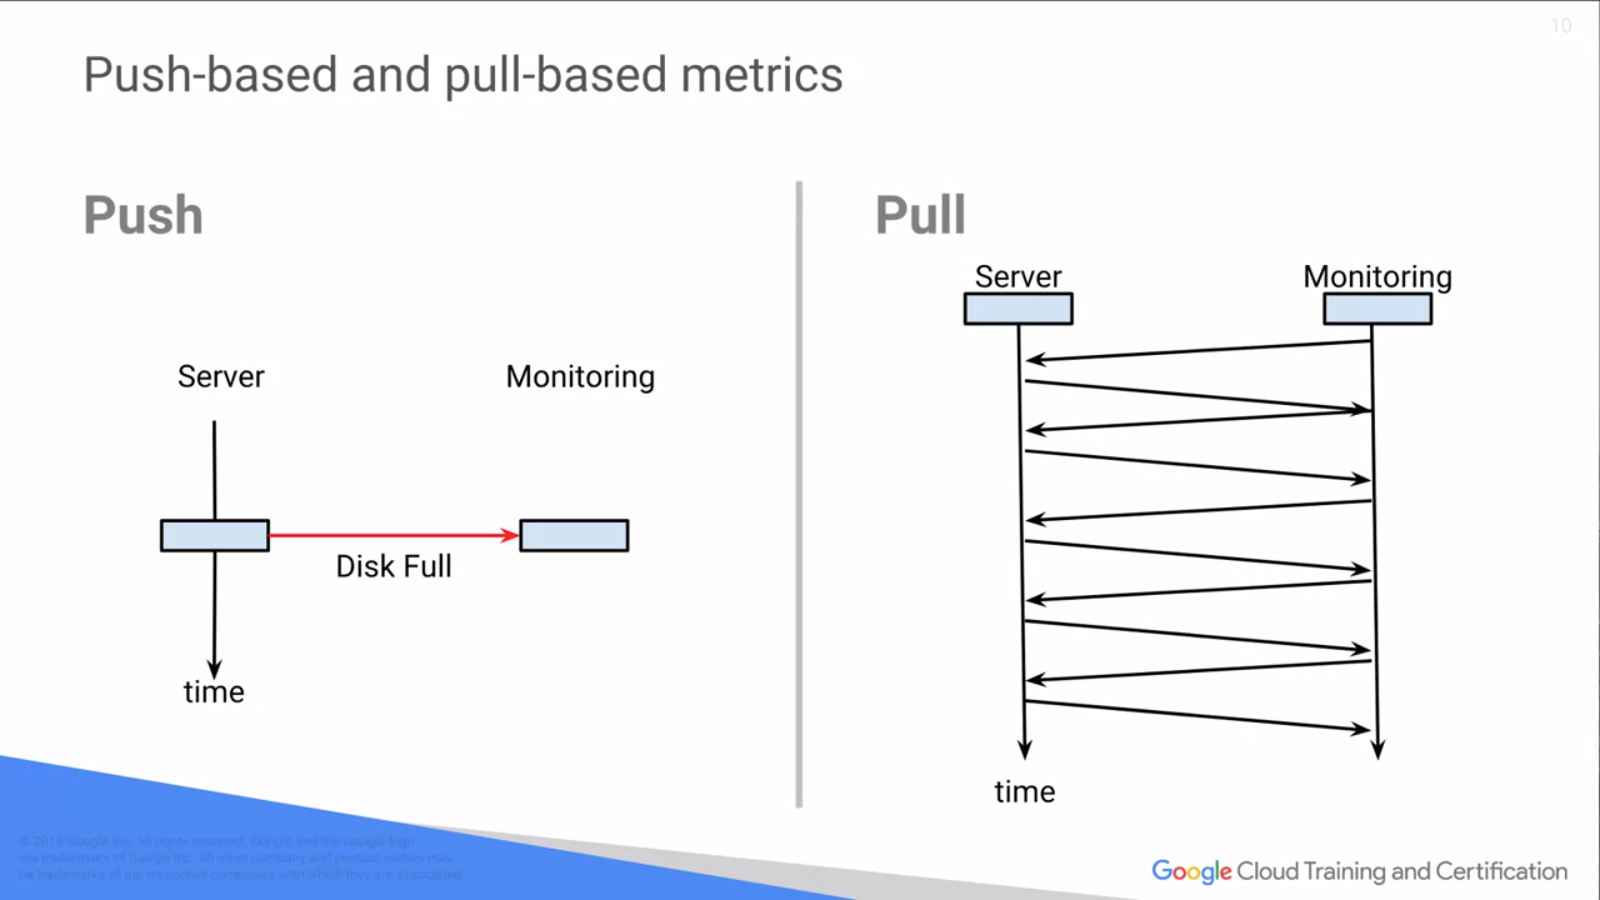 10
Push-based and pull-based metrics
Push
Server
Monitoring
Disk Full
time
Pull
Server
Monitoring
time
© 2018 Google Inc. All rights reserved. Google and the Google logo
are trademarks of Google Inc. All other company and product names may
be trademarks of the respective companies with which they are associated.
Google Cloud Training and Certification